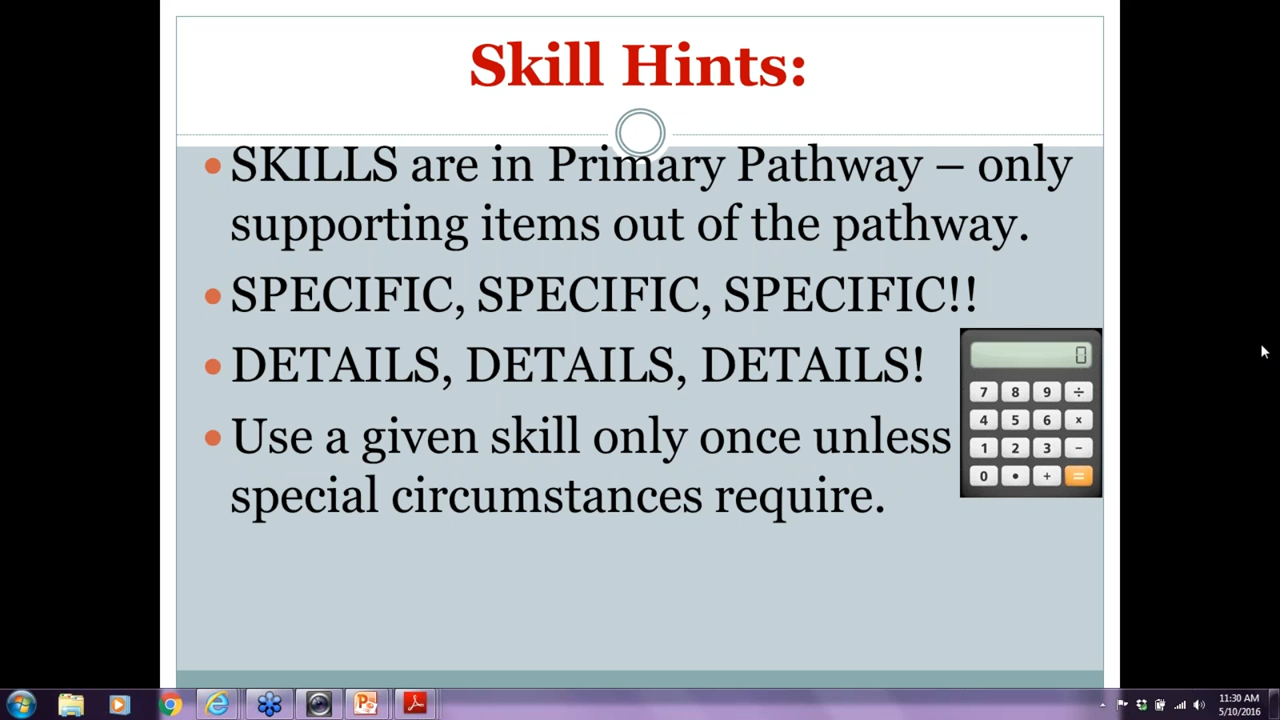 Skill Hints:
• SKILLS are in Primary Pathway – only
supporting items out of the pathway.
• SPECIFIC, SPECIFIC, SPECIFIC!!
• DETAILS, DETAILS, DETAILS!
• Use a given skill only once unless
special circumstances require.
0
7 8 9 ÷
4 5 6 x
1 2 3 −
0 • + =
11:30 AM
5/10/2016